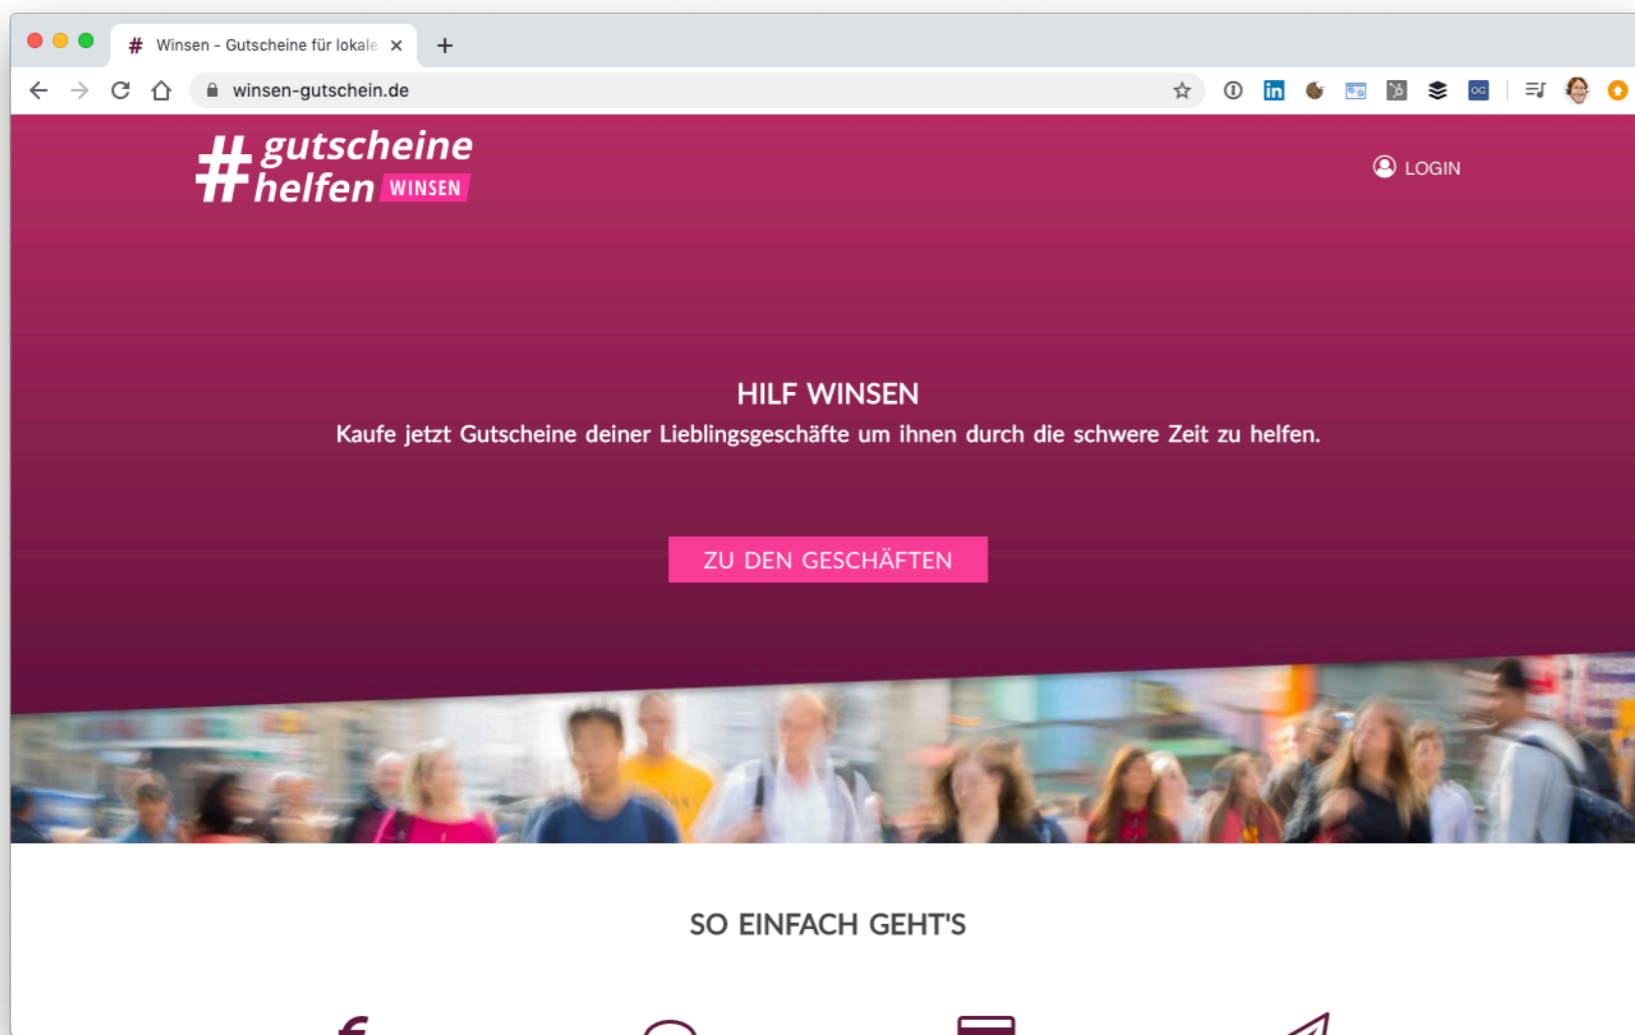 # Winsen - Gutscheine für lokale
winsen-gutschein.de
#gutscheine
helfen WINSEN
LOGIN
HILF WINSEN
Kaufe jetzt Gutscheine deiner Lieblingsgeschäfte um ihnen durch die schwere Zeit zu helfen.
ZU DEN GESCHÄFTEN
SO EINFACH GEHT'S